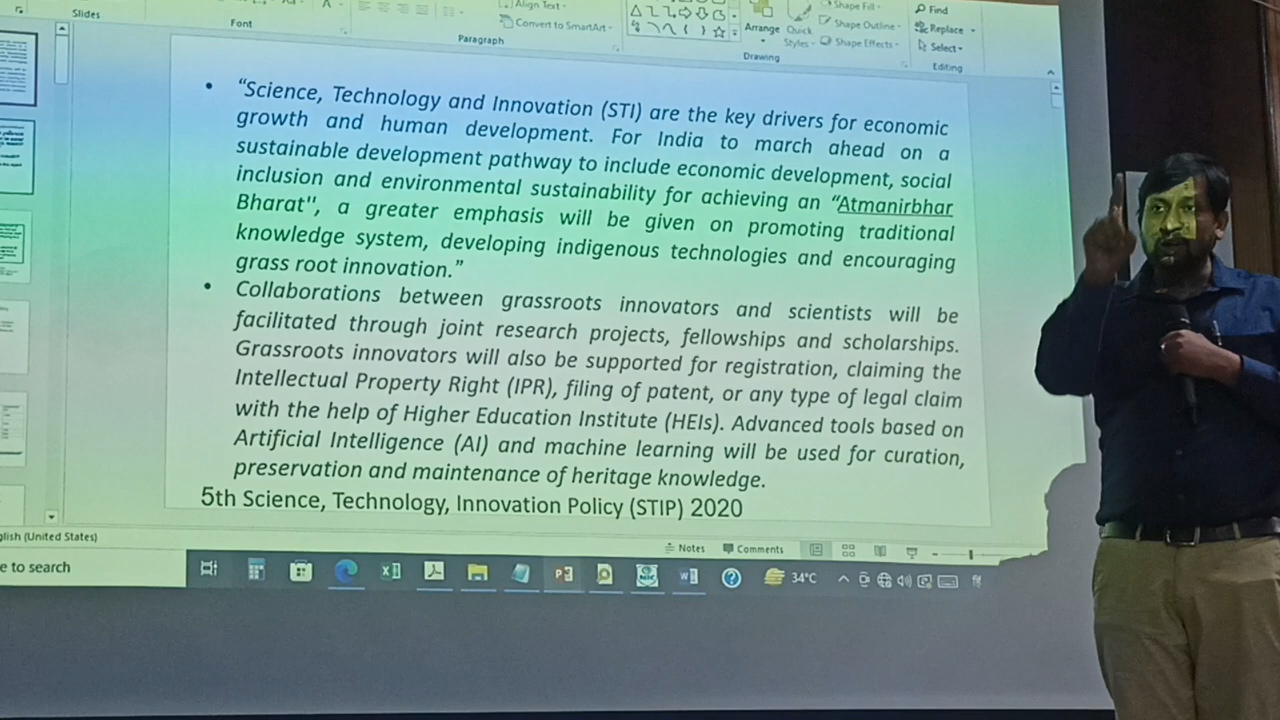 Slides
Font
Paragraph
Drawing
Editing
Align Text
Convert to SmartArt
Arrange
Quick
Styles
Shape Fill
Shape Outline
Shape Effects
Find
Replace
Select
• “Science, Technology and Innovation (STI) are the key drivers for economic
growth and human development. For India to march ahead on a
sustainable development pathway to include economic development, social
inclusion and environmental sustainability for achieving an “Atmanirbhar
Bharat", a greater emphasis will be given on promoting traditional
knowledge system, developing indigenous technologies and encouraging
grass root innovation.”
• Collaborations between grassroots innovators and scientists will be
facilitated through joint research projects, fellowships and scholarships.
Grassroots innovators will also be supported for registration, claiming the
Intellectual Property Right (IPR), filing of patent, or any type of legal claim
with the help of Higher Education Institute (HEIs). Advanced tools based on
Artificial Intelligence (AI) and machine learning will be used for curation,
preservation and maintenance of heritage knowledge.
5th Science, Technology, Innovation Policy (STIP) 2020
glish (United States)
Notes
Comments
e to search
34°C